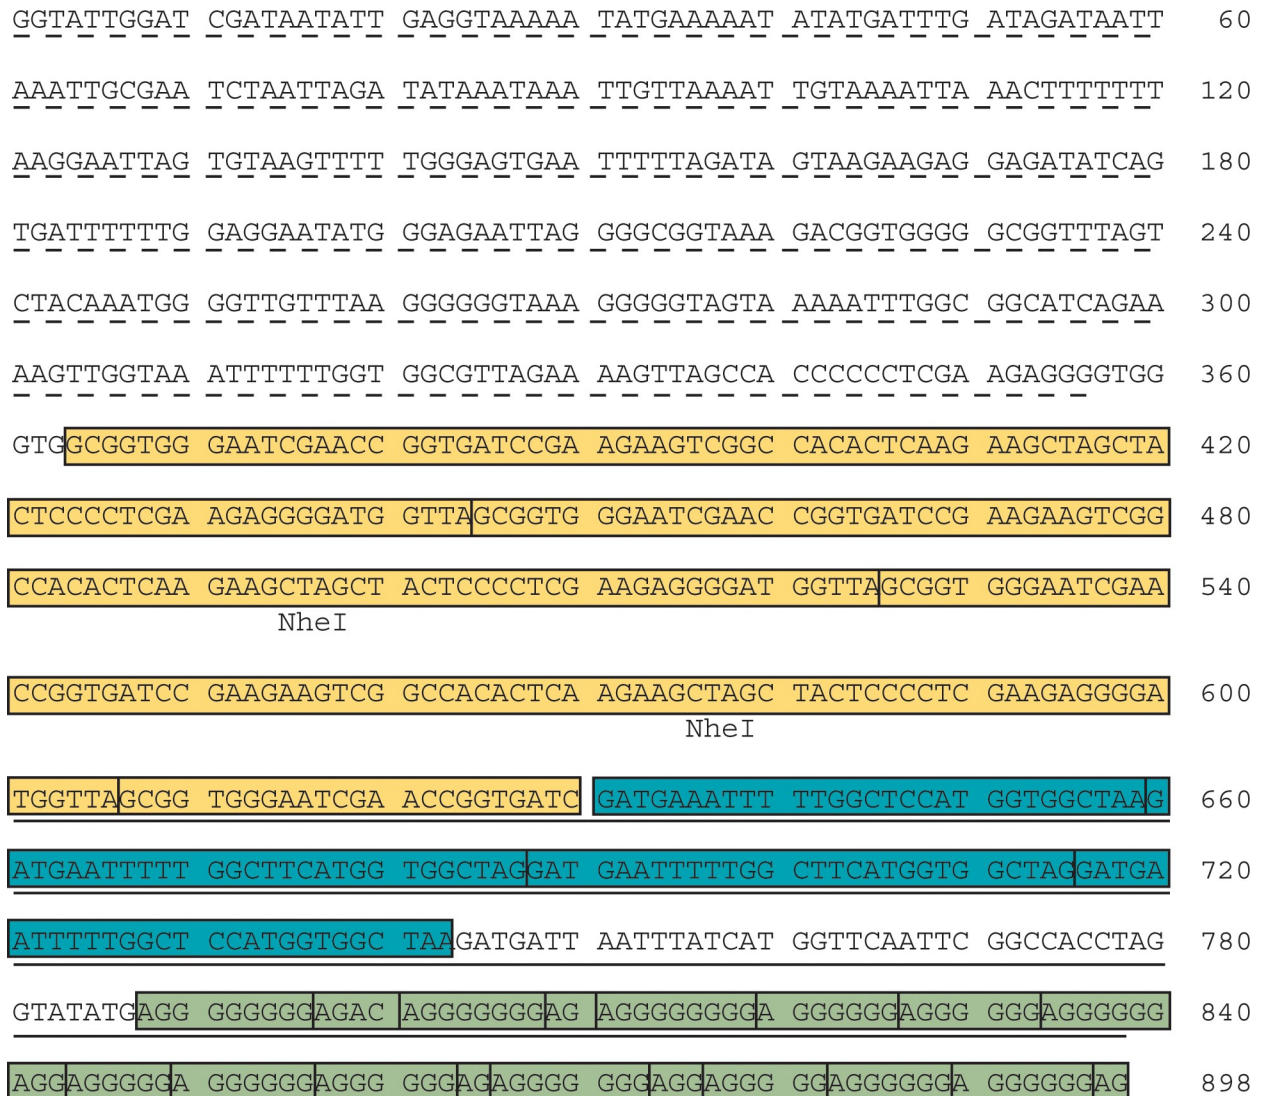 GGTATTGGAT CGATAATATT GAGGTAAAAA TATGAAAAAT ATATGATTTG ATAGATAATT 60
AAATTGCGAA TCTAATTAGA TATAAATAAA TTGTTAAAAT TGTAAAATTA AACTTTTTTT 120
AAGGAATTAG TGTAAGTTTT TGGGAGTGAA TTTTTAGATA GTAAGAAGAG GAGATATCAG 180
TGATTTTTTG GAGGAATATG GGAGAATTAG GGGCGGTAAA GACGGTGGGG GCGGTTTAGT 240
CTACAAATGG GGTTGTTTAA GGGGGGTAAA GGGGGTAGTA AAAATTTGGC GGCATCAGAA 300
AAGTTGGTAA ATTTTTTGGT GGCGTTAGAA AAGTTAGCCA CCCCCCTCGA AGAGGGGTGG 360
GTGGCGGTGG GAATCGAACC GGTGATCCGA AGAAGTCGGC CACACTCAAG AAGCTAGCTA 420
CTCCCCTCGA AGAGGGGATG GTTAGCGGTG GGAATCGAAC CGGTGATCCG AAGAAGTCGG 480
CCACACTCAA GAAGCTAGCT ACTCCCCTCG AAGAGGGGAT GGTTAGCGGT GGGAATCGAA 540
NheI
CCGGTGATCC GAAGAAGTCG GCCACACTCA AGAAGCTAGC TACTCCCCTC GAAGAGGGGA 600
NheI
TGGTTAGCGG TGGGAATCGA ACCGGTGATC GATGAAATTT TTGGCTCCAT GGTGGCTAAG 660
ATGAATTTTT GGCTTCATGG TGGCTAGGAT GAATTTTTGG CTTCATGGTG GCTAGGATGA 720
ATTTTTGGCT CCATGGTGGC TAAGATGATT AATTTATCAT GGTTCAATTC GGCCACCTAG 780
GTATATGAGG GGGGGGAGAC AGGGGGGGAG AGGGGGGGGA GGGGGGAGGG GGGAGGGGGG 840
AGGAGGGGGA GGGGGGAGGG GGGAGAGGGG GGGAGGAGGG GGAGGGGGGA GGGGGGAG 898